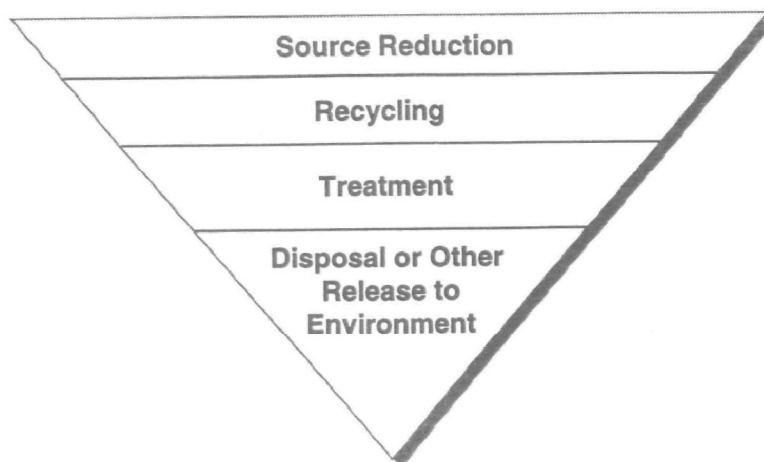 Source Reduction
Recycling
Treatment
Disposal or Other
Release to
Environment